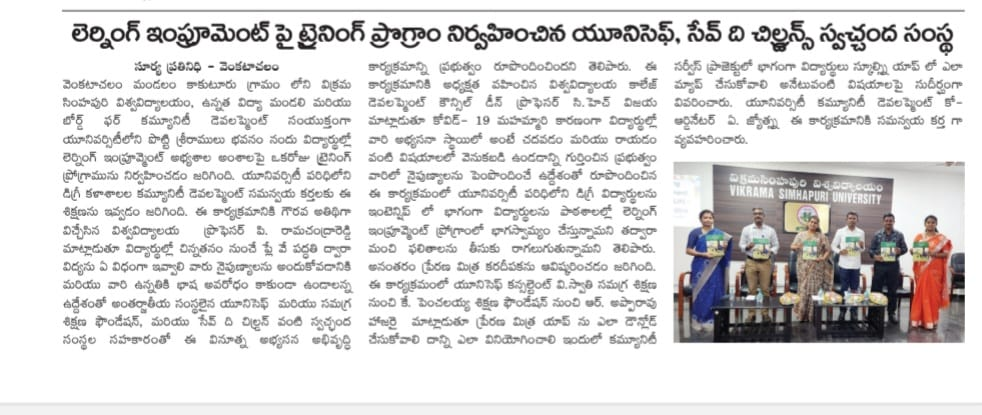 లెర్నింగ్ ఇంప్రూమెంట్ పై ట్రైనింగ్ ప్రోగ్రాం నిర్వహించిన యూనిసెఫ్, సేవ్ ది చిల్డ్రన్స్ స్వచ్ఛంద సంస్థ
సూర్య ప్రతినిధి - వెంకటాచలం
వెంకటాచలం మండలం కాకుటూరు గ్రామం లోని విక్రమ
సింహపురి విశ్వవిద్యాలయం, ఉన్నత విద్యా మండలి మరియు
బోర్డ్ ఫర్ కమ్యూనిటీ డెవలప్మెంట్ సంయుక్తంగా
యూనివర్సిటీలోని పొట్టి శ్రీరాములు భవనం నందు విద్యార్థుల్లో
లెర్నింగ్ ఇంప్రూవ్మెంట్ అభ్యశాల అంశాలపై ఒకరోజు ట్రైనింగ్
ప్రోగ్రామును నిర్వహించడం జరిగింది. యూనివర్సిటీ పరిధిలోని
డిగ్రీ కళాశాలల కమ్యూనిటీ డెవలప్మెంట్ సమన్వయ కర్తలకు ఈ
శిక్షణను ఇవ్వడం జరిగింది. ఈ కార్యక్రమానికి గౌరవ అతిథిగా
విచ్చేసిన విశ్వవిద్యాలయ ప్రొఫెసర్ పి. రామచంద్రారెడ్డి
మాట్లాడుతూ విద్యార్థుల్లో చిన్నతనం నుంచే ప్లే వే పద్ధతి ద్వారా
విద్యను ఏ విధంగా ఇవ్వాలి వారు నైపుణ్యాలను అందుకోవడానికి
మరియు వారి ఉన్నతికి భాష అవరోధం కాకుండా ఉండాలన్న
ఉద్దేశంతో అంతర్జాతీయ సంస్థలైన యూనిసెఫ్ మరియు సమగ్ర
శిక్షణ ఫౌండేషన్, మరియు సేవ్ ది చిల్డ్రన్ వంటి స్వచ్ఛంద
సంస్థల సహకారంతో ఈ వినూత్న అభ్యసన అభివృద్ధి
కార్యక్రమాన్ని ప్రభుత్వం రూపొందించిందని తెలిపారు. ఈ
కార్యక్రమానికి అధ్యక్షత వహించిన విశ్వవిద్యాలయ కాలేజ్
డెవలప్మెంట్ కౌన్సిల్ డీన్ ప్రొఫెసర్ సి.హెచ్ విజయ
మాట్లాడుతూ కోవిడ్- 19 మహమ్మారి కారణంగా విద్యార్థుల్లో
వారి అభ్యసనా స్థాయిలో అంటే చదవడం మరియు రాయడం
వంటి విషయాలలో వెనుకబడి ఉండడాన్ని గుర్తించిన ప్రభుత్వం
వారిలో నైపుణ్యాలను పెంపొందించే ఉద్దేశంతో రూపొందించిన
ఈ కార్యక్రమంలో యూనివర్సిటీ పరిధిలోని డిగ్రీ విద్యార్థులను
ఇంటెన్షిప్ లో భాగంగా విద్యార్థులను పాఠశాలల్లో లెర్నింగ్
ఇంప్రూమెంట్ ప్రోగ్రాంలో భాగస్వామ్యం చేస్తున్నామని తద్వారా
మంచి ఫలితాలను తీసుకు రాగలుగుతున్నామని తెలిపారు.
అనంతరం ప్రేరణ మిత్ర కరదీపకను ఆవిష్కరించడం జరిగింది.
ఈ కార్యక్రమంలో యూనిసెఫ్ కన్సల్టెంట్ వి.స్వాతి సమగ్ర శిక్షణ
నుంచి కే. పెంచలయ్య శిక్షణ ఫౌండేషన్ నుంచి ఆర్. అప్పారావు
హాజరై మాట్లాడుతూ ప్రేరణ మిత్ర యాప్ ను ఎలా డౌన్లోడ్
చేసుకోవాలి దాన్ని ఎలా వినియోగించాలి ఇందులో కమ్యూనిటీ
సర్వీస్ ప్రాజెక్టులో భాగంగా విద్యార్థులు స్కూల్స్ని యాప్ లో ఎలా
మ్యాప్ చేసుకోవాలి అనేటువంటి విషయాలపై సుదీర్ఘంగా
వివరించారు. యూనివర్సిటీ కమ్యూనిటీ డెవలప్మెంట్ కో-
ఆర్డినేటర్ ఏ. జ్యోత్స్న ఈ కార్యక్రమానికి సమన్వయ కర్త గా
వ్యవహరించారు.
విక్రమసింహపురి విశ్వవిద్యాలయం
VIKRAMA SIMHAPURI UNIVERSITY